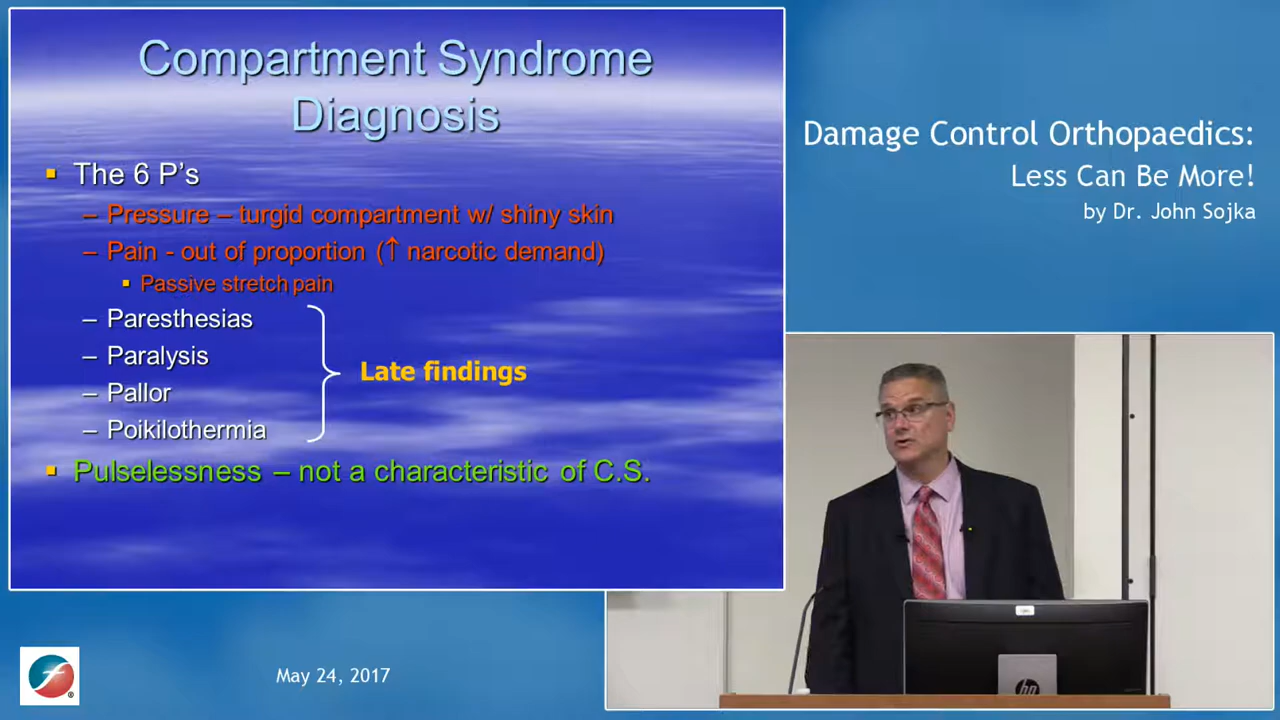 Compartment Syndrome
Diagnosis
▪ The 6 P's
– Pressure – turgid compartment w/ shiny skin
– Pain - out of proportion (↑ narcotic demand)
▪ Passive stretch pain
– Paresthesias
– Paralysis
– Pallor
– Poikilothermia
Late findings
▪ Pulselessness – not a characteristic of C.S.
Damage Control Orthopaedics:
Less Can Be More!
by Dr. John Sojka
hp
May 24, 2017
f
®